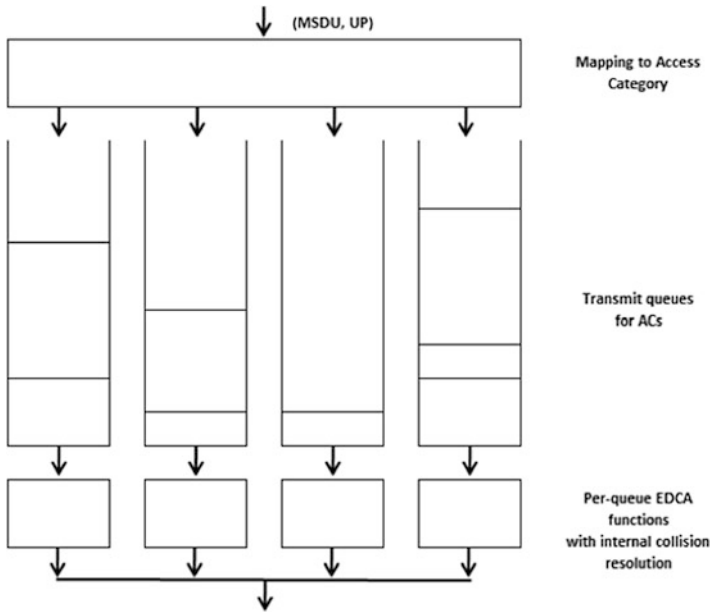 (MSDU, UP)
Mapping to Access
Category
Transmit queues
for ACs
Per-queue EDCA
functions
with internal collision
resolution